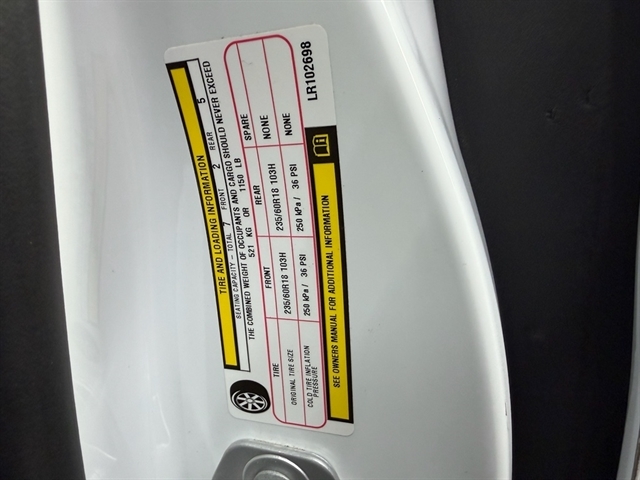 TIRE AND LOADING INFORMATION
SEATING CAPACITY - TOTAL 7 FRONT 2 REAR 5
THE COMBINED WEIGHT OF OCCUPANTS AND CARGO SHOULD NEVER EXCEED
521 KG OR 1150 LB
TIRE FRONT REAR SPARE
ORIGINAL TIRE SIZE 235/60R18 103H 235/60R18 103H NONE
COLD TIRE INFLATION PRESSURE 250 kPa/ 36 PSI 250 kPa/ 36 PSI NONE
SEE OWNERS MANUAL FOR ADDITIONAL INFORMATION
LR102698